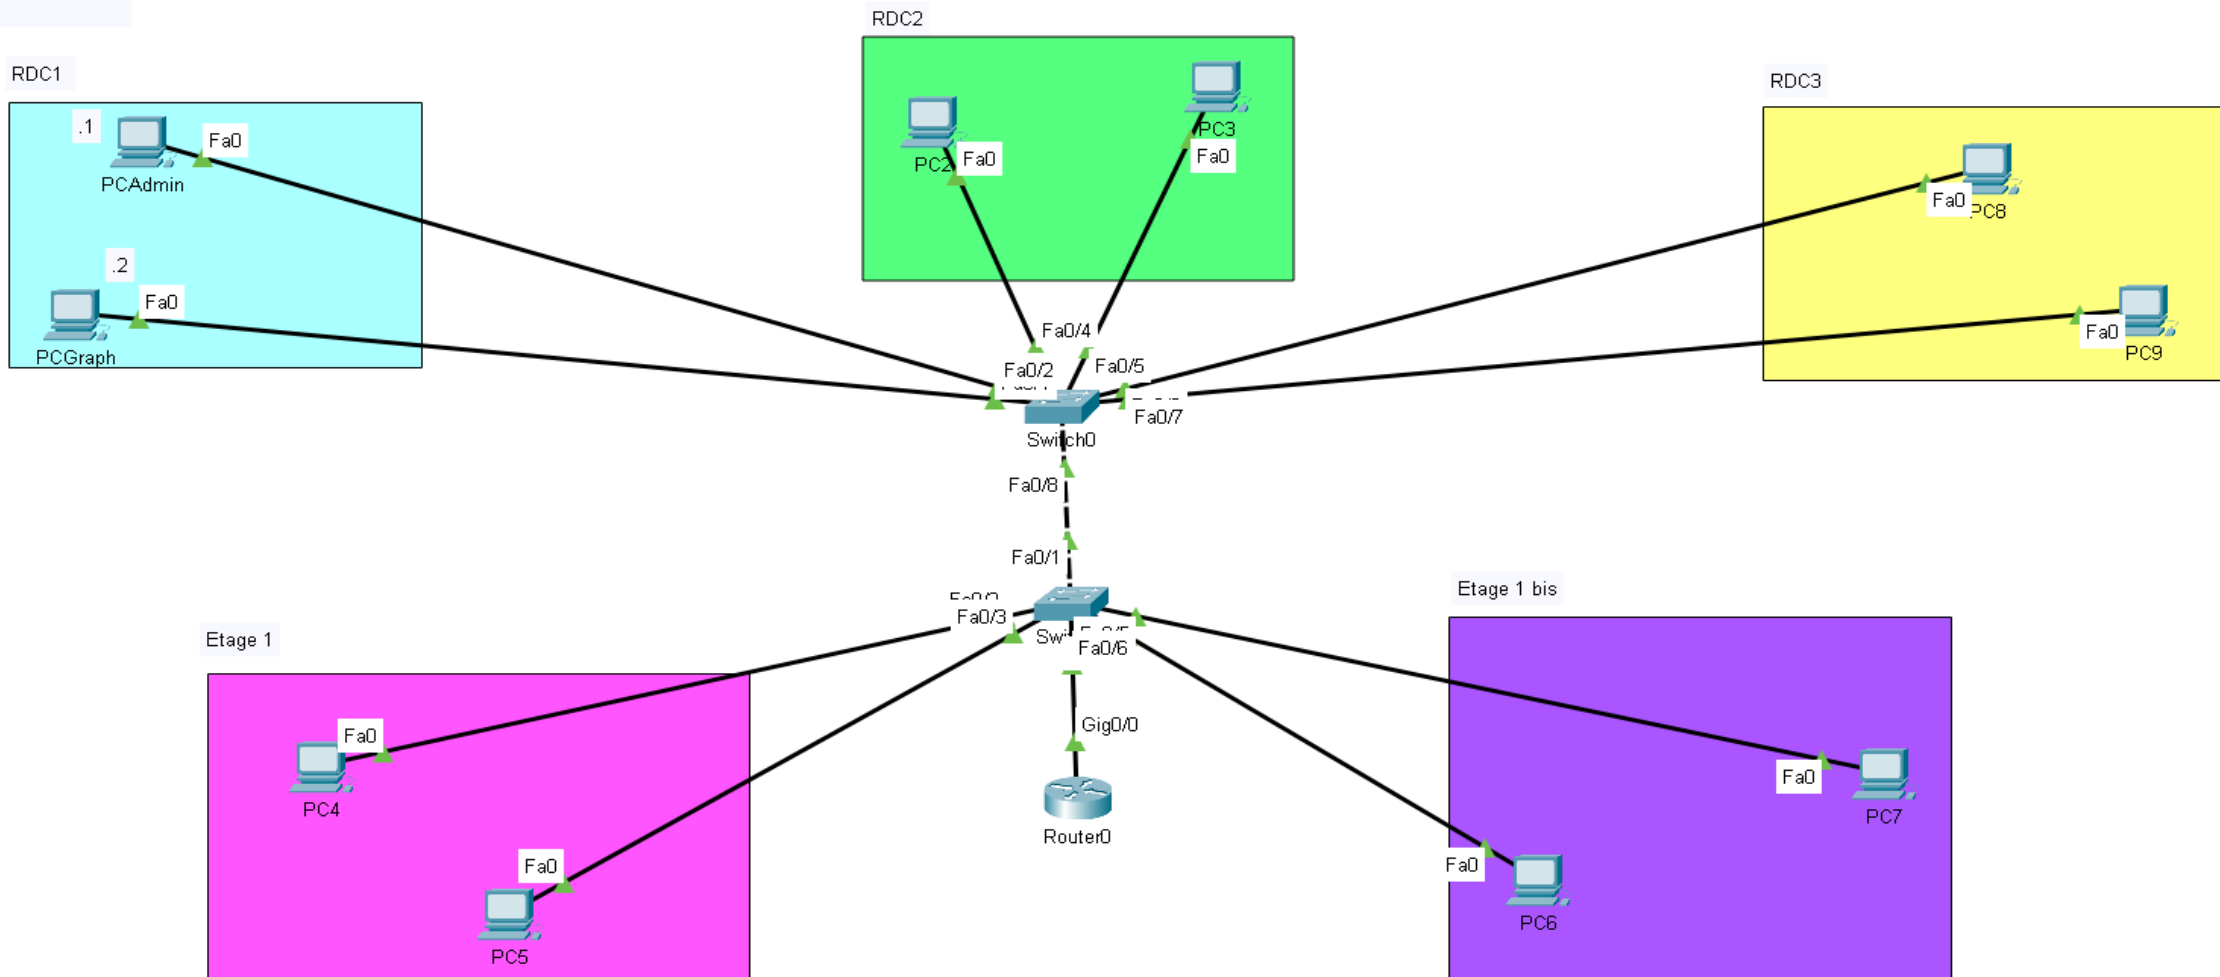 RDC2
RDC1
RDC3
.1
Fa0
PCAdmin
PC3
Fa0
PC2
Fa0
Fa0
PC8
.2
Fa0
PCGraph
Fa0
PC9
Fa0/4
Fa0/2
Fa0/5
Fa0/7
Switch0
Fa0/8
Fa0/1
Fa0/3
Fa0/6
Etage 1
Etage 1 bis
Fa0
PC4
Gig0/0
Router0
Fa0
PC7
Fa0
PC5
Fa0
PC6